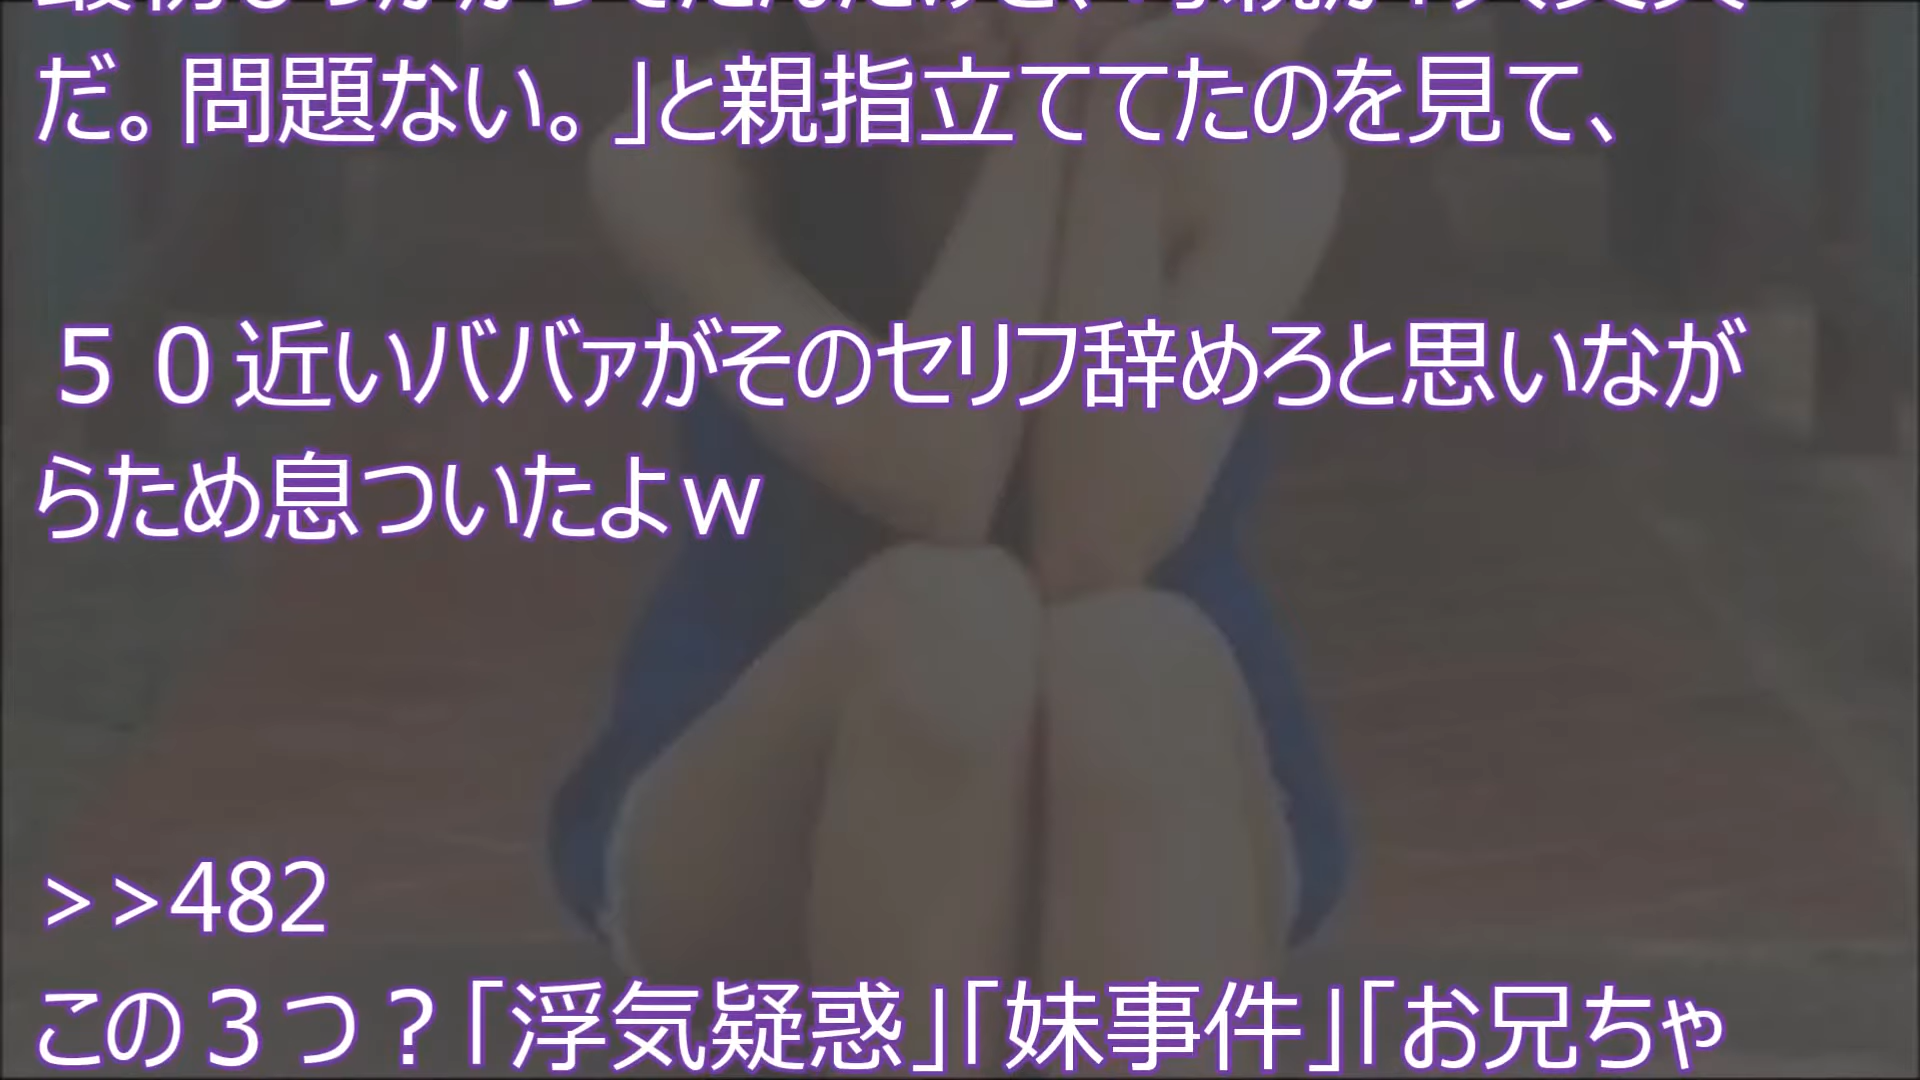 だ。問題ない。」と親指立ててたのを見て、
５０近いババァがそのセリフ辞めろと思いなが
らため息ついたよｗ
>>482
この３つ？「浮気疑惑」「妹事件」「お兄ちゃ